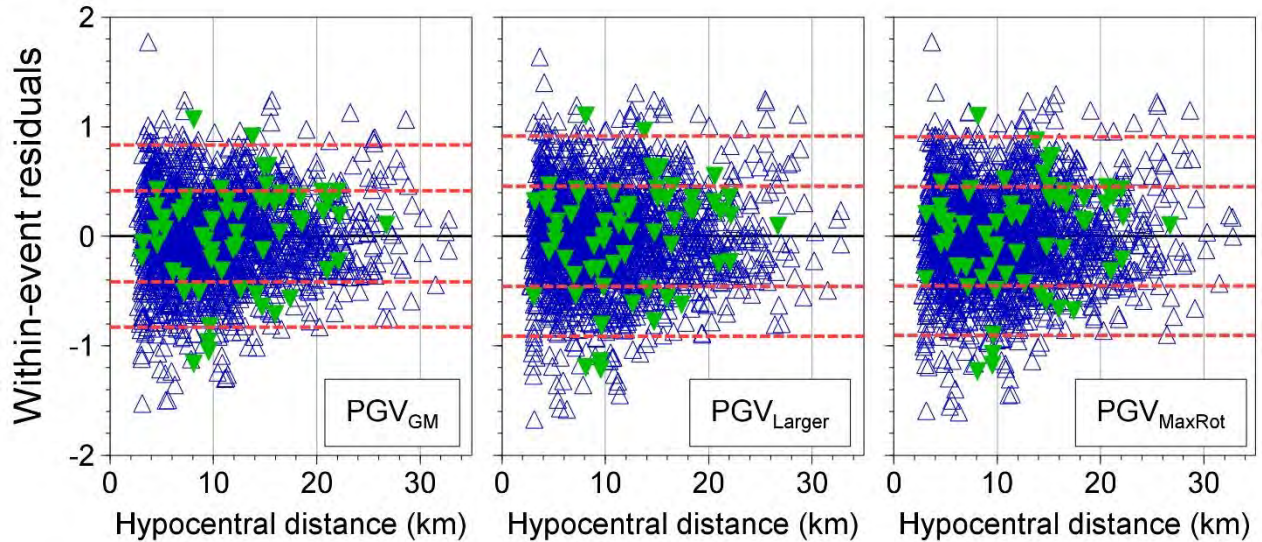 Within-event residuals
2
1
0
-1
-2
PGV_GM
PGV_Larger
PGV_MaxRot
0 10 20 30
0 10 20 30
0 10 20 30
Hypocentral distance (km)
Hypocentral distance (km)
Hypocentral distance (km)